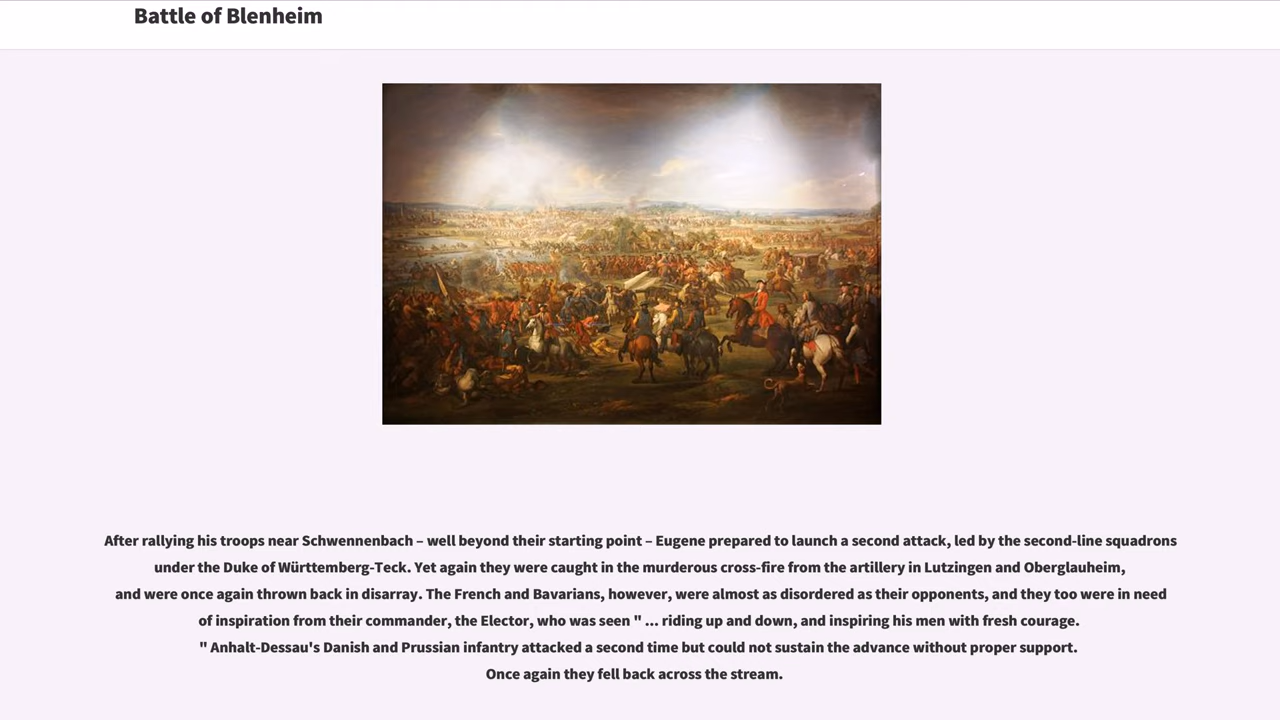 Battle of Blenheim
After rallying his troops near Schwennenbach – well beyond their starting point – Eugene prepared to launch a second attack, led by the second-line squadrons
under the Duke of Württemberg-Teck. Yet again they were caught in the murderous cross-fire from the artillery in Lutzingen and Oberglauheim,
and were once again thrown back in disarray. The French and Bavarians, however, were almost as disordered as their opponents, and they too were in need
of inspiration from their commander, the Elector, who was seen " ... riding up and down, and inspiring his men with fresh courage.
" Anhalt-Dessau's Danish and Prussian infantry attacked a second time but could not sustain the advance without proper support.
Once again they fell back across the stream.